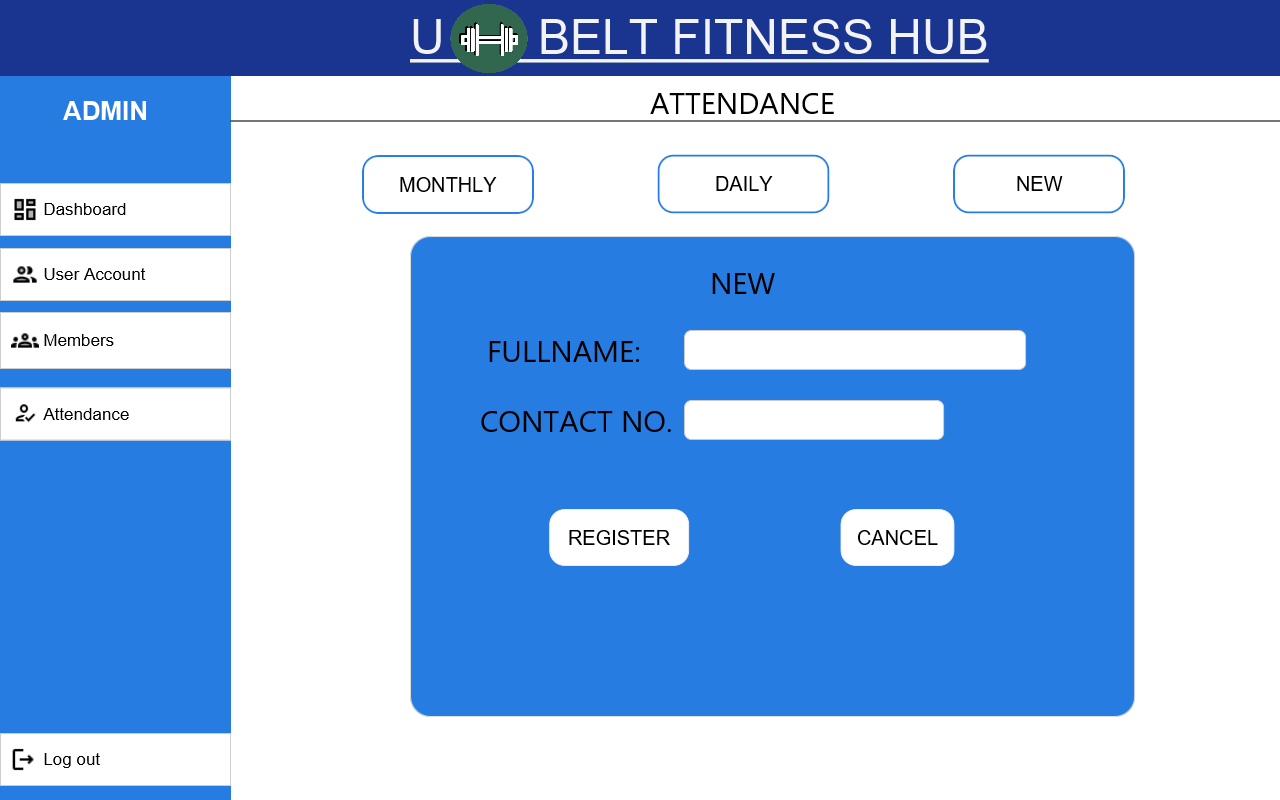 U BELT FITNESS HUB
ADMIN
ATTENDANCE
MONTHLY DAILY NEW
Dashboard
User Account
Members
Attendance
Log out
NEW
FULLNAME:
CONTACT NO.
REGISTER CANCEL